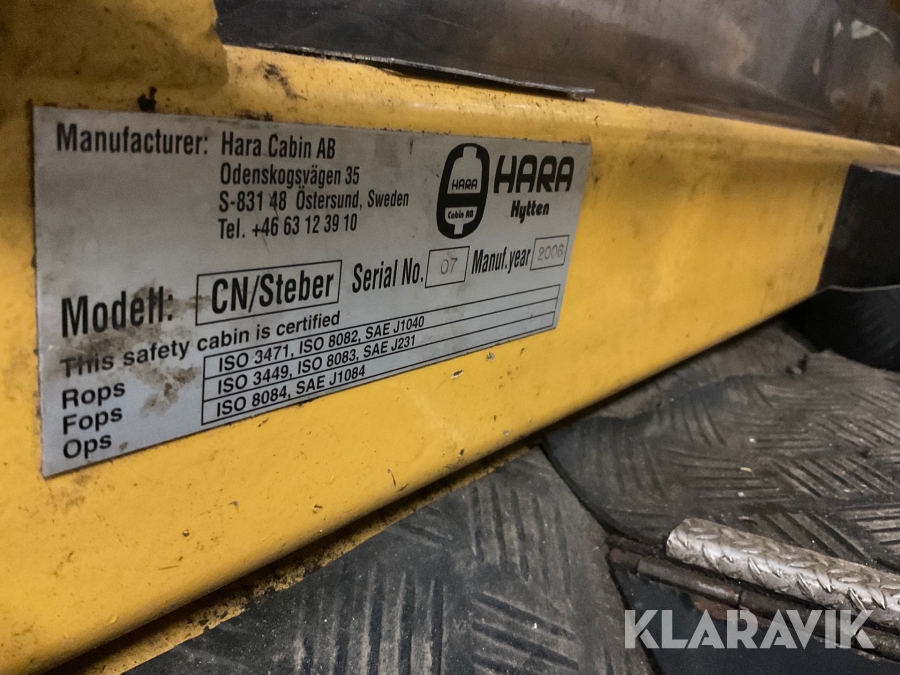 Manufacturer: Hara Cabin AB
Odenskogsvägen 35
S-831 48 Östersund, Sweden
Tel. +46 63 12 39 10
HARA
Cabin AB
HARA
Hytten
Modell: CN/Steber Serial No. 07 Manuf.year 2006
This safety cabin is certified
Rops ISO 3471, ISO 8082, SAE J1040
Fops ISO 3449, ISO 8083, SAE J231
Ops ISO 8084, SAE J1084
KLARAVIK